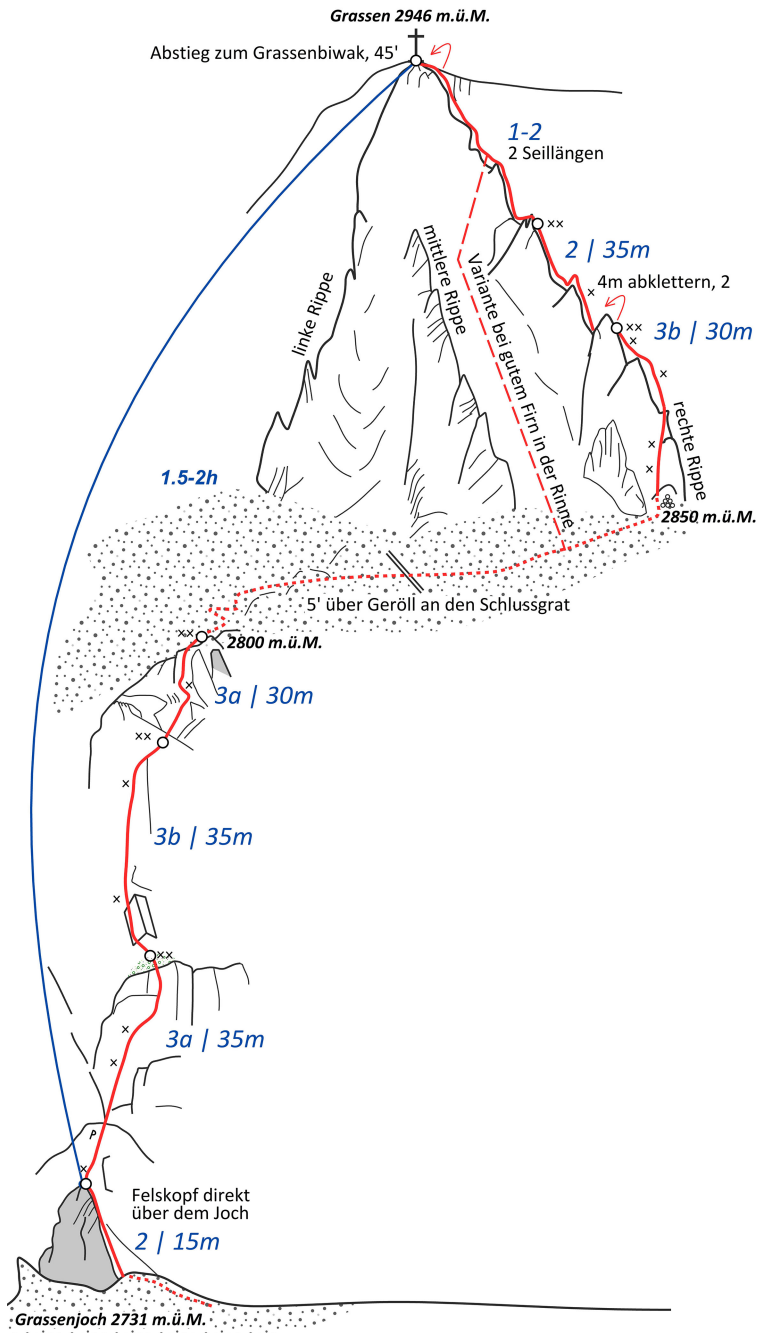 Grassen 2946 m.ü.M.
Abstieg zum Grassenbiwak, 45'
1-2
2 Seillängen
2 | 35m
4m abklettern, 2
3b | 30m
linke Rippe
mittlere Rippe
Variante bei gutem Firn in der Rinne
rechte Rippe
1.5-2h
2850 m.ü.M.
5' über Geröll an den Schlussgrat
2800 m.ü.M.
3a | 30m
3b | 35m
3a | 35m
P
Felskopf direkt
über dem Joch
2 | 15m
Grassenjoch 2731 m.ü.M.